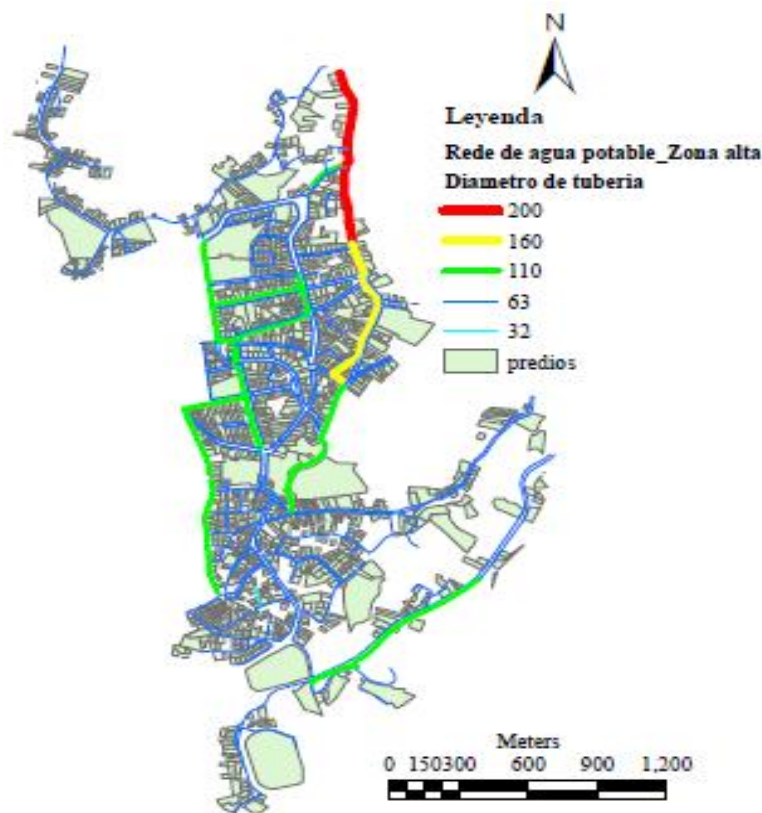 N
Leyenda
Rede de agua potable_Zona alta
Diametro de tuberia
200
160
110
63
32
predios
Meters
0 150300 600 900 1,200